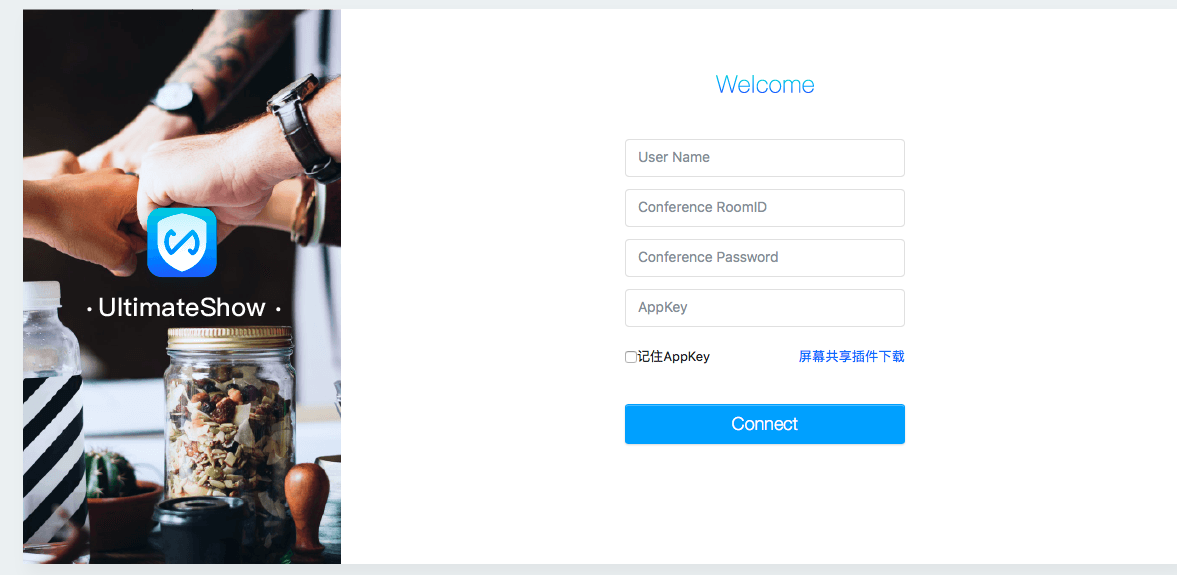 Welcome
User Name
Conference RoomID
Conference Password
AppKey
记住AppKey
屏幕共享插件下载
Connect
· UltimateShow ·